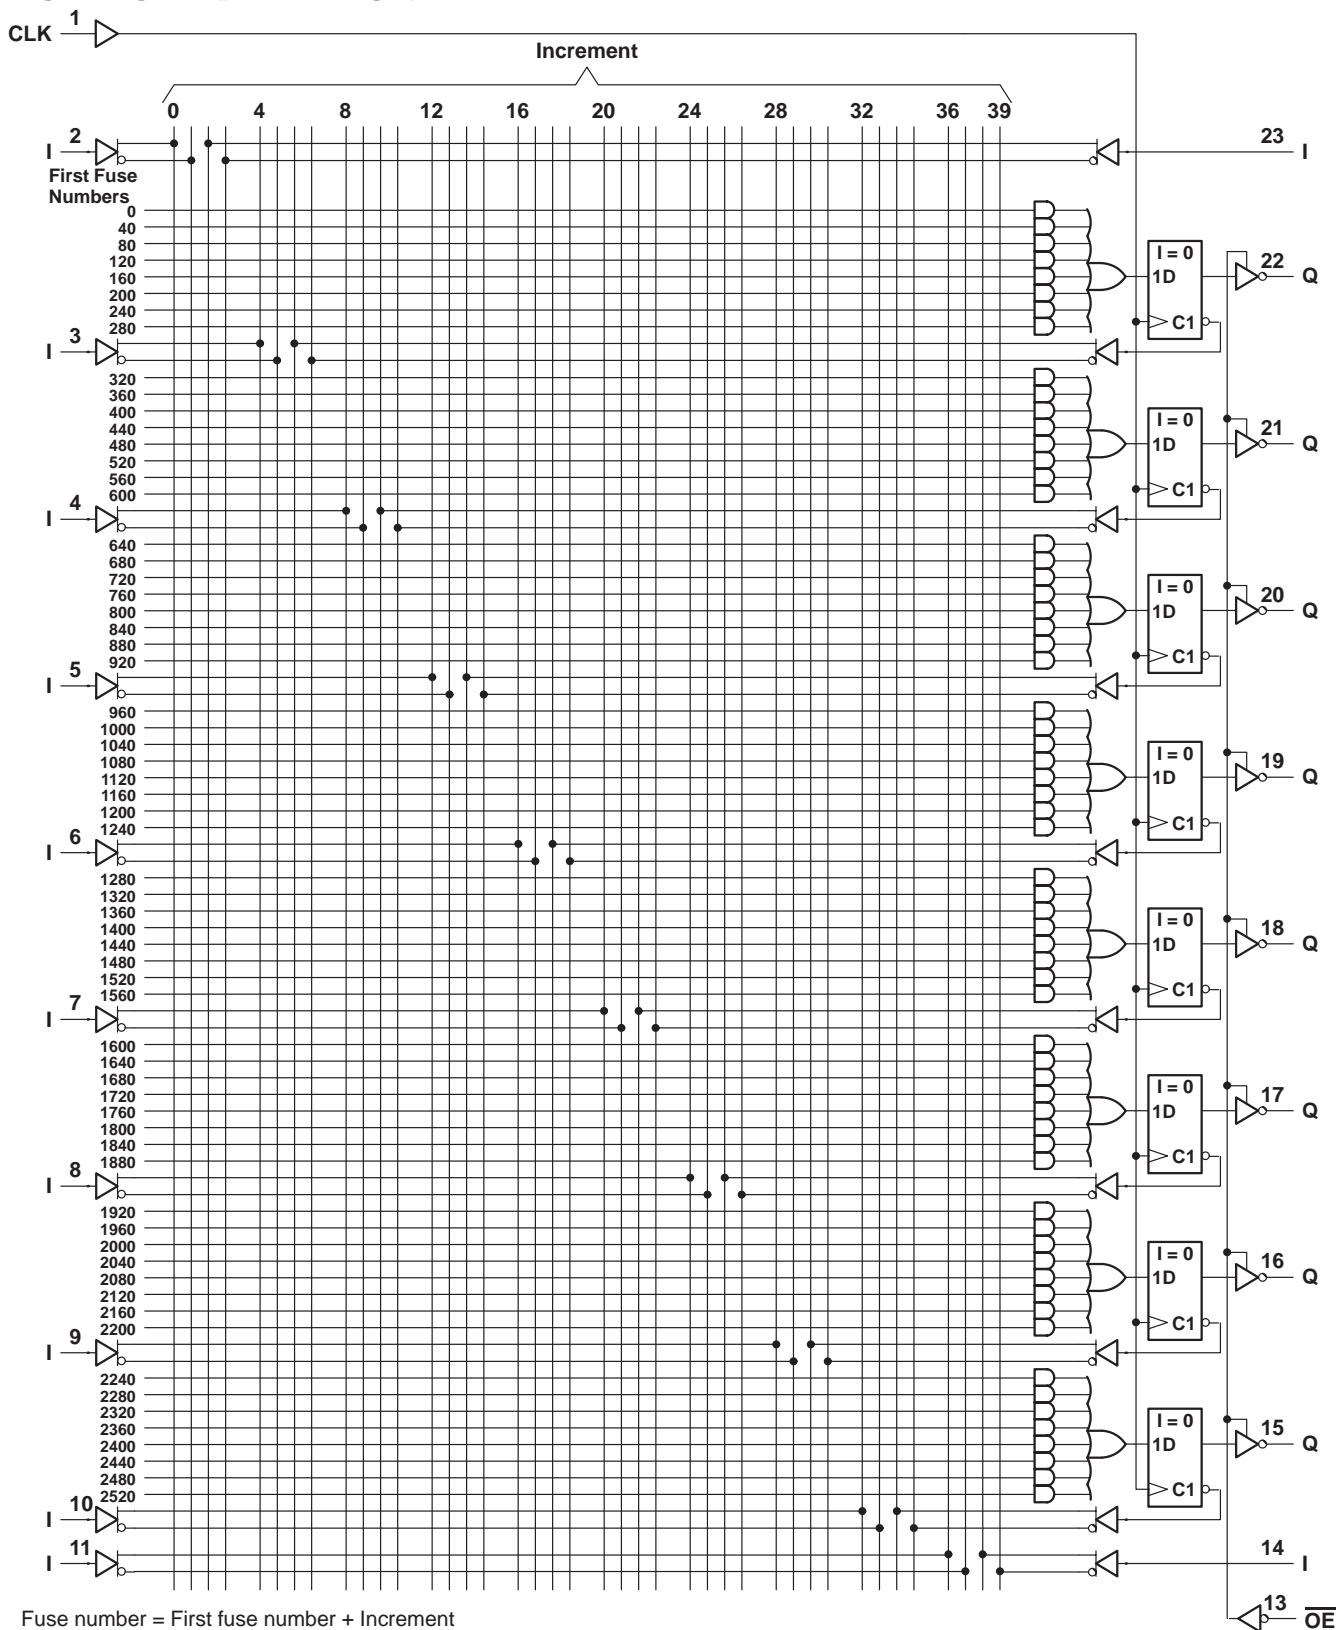 CLK 1
Increment
0 4 8 12 16 20 24 28 32 36 39
I 2 23 I
First Fuse
Numbers
0
40
80
120
160
200
240
280
I = 0
1D
C1
22 Q
I 3
320
360
400
440
480
520
560
600
I = 0
1D
C1
21 Q
I 4
640
680
720
760
800
840
880
920
I = 0
1D
C1
20 Q
I 5
960
1000
1040
1080
1120
1160
1200
1240
I = 0
1D
C1
19 Q
I 6
1280
1320
1360
1400
1440
1480
1520
1560
I = 0
1D
C1
18 Q
I 7
1600
1640
1680
1720
1760
1800
1840
1880
I = 0
1D
C1
17 Q
I 8
1920
1960
2000
2040
2080
2120
2160
2200
I = 0
1D
C1
16 Q
I 9
2240
2280
2320
2360
2400
2440
2480
2520
I = 0
1D
C1
15 Q
I 10
I 11 14 I
13 OE
Fuse number = First fuse number + Increment